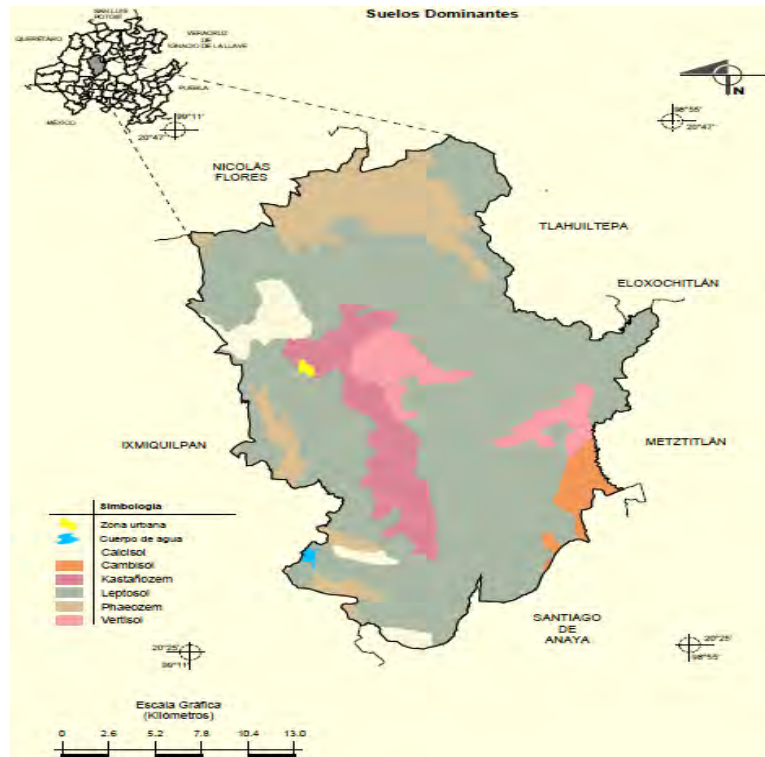 Suelos Dominantes
SAN LUIS
POTOSÍ
QUERÉTARO
VERACRUZ
DE
IGNACIO DE LA LLAVE
PUEBLA
MÉXICO
N
99°11'
20°47'
98°55'
20°47'
NICOLÁS
FLORES
TLAHUILTEPA
ELOXOCHITLÁN
IXMIQUILPAN
METZTITLÁN
SANTIAGO
DE
ANAYA
Simbología
Zona urbana
Cuerpo de agua
Calcisol
Cambisol
Kastañozem
Leptosol
Phaeozem
Vertisol
20°25'
99°11'
20°25'
98°55'
Escala Gráfica
(Kilómetros)
0 2.6 5.2 7.8 10.4 13.0